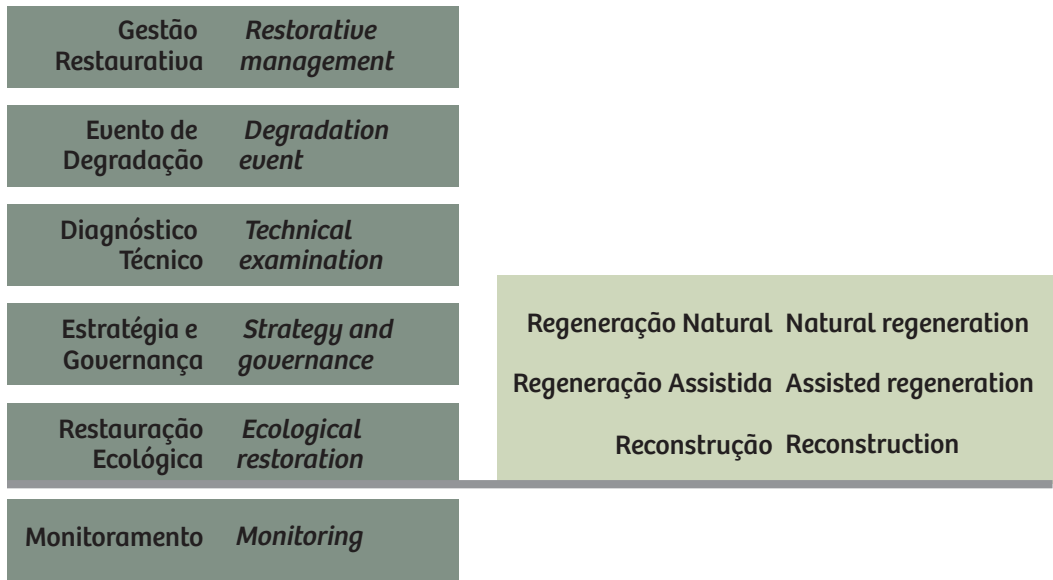 Gestão Restorative
Restaurativa management
Evento de Degradation
Degradação event
Diagnóstico Technical
Técnico examination
Estratégia e Strategy and
Governança governance
Restauração Ecological
Ecológica restoration
Monitoramento Monitoring
Regeneração Natural Natural regeneration
Regeneração Assistida Assisted regeneration
Reconstrução Reconstruction